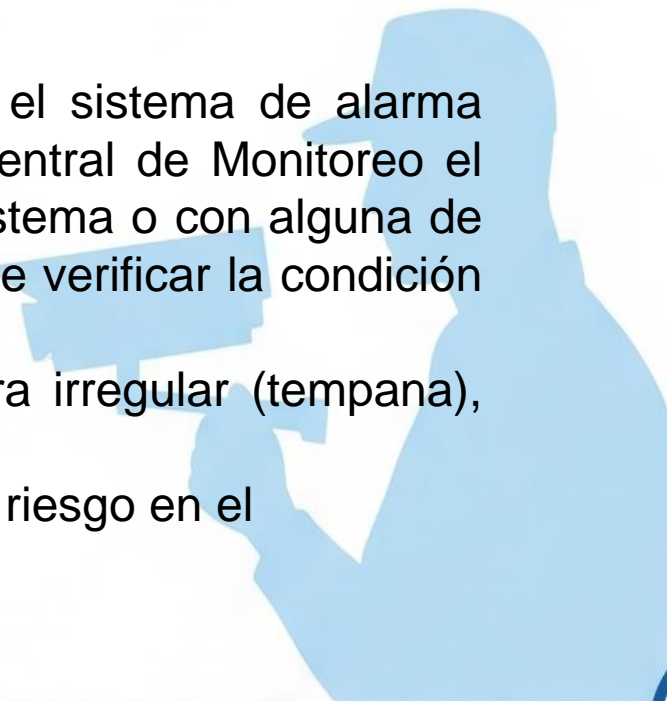 el sistema de alarma
entral de Monitoreo el
stema o con alguna de
e verificar la condición
ra irregular (tempana),
riesgo en el